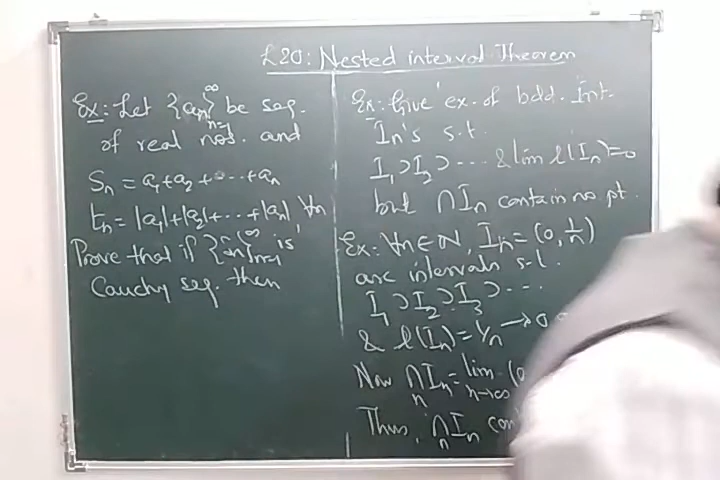 L20: Nested interval Theorem
Ex: Let {aₙ}ₙ₌₁^∞ be seq.
of real nos. and
Sₙ = a₁+a₂+⋯+aₙ
tₙ = |a₁|+|a₂|+⋯+|aₙ|, ∀n
Prove that if {tₙ}ₙ₌₁^∞ is
Cauchy seq. then
Ex: Give ex. of bdd. Int.
Iₙ's s.t.
I₁⊃I₂⊃⋯ & lim l(Iₙ)=0
but ∩Iₙ contain no pt.
Ex: ∀n∈N, Iₙ=(0, 1/n)
are intervals s.t.
I₁⊃I₂⊃I₃⊃⋯
& l(Iₙ)=1/n→0
Now ∩ₙIₙ = lim n→∞ (0
Thus, ∩ₙIₙ con